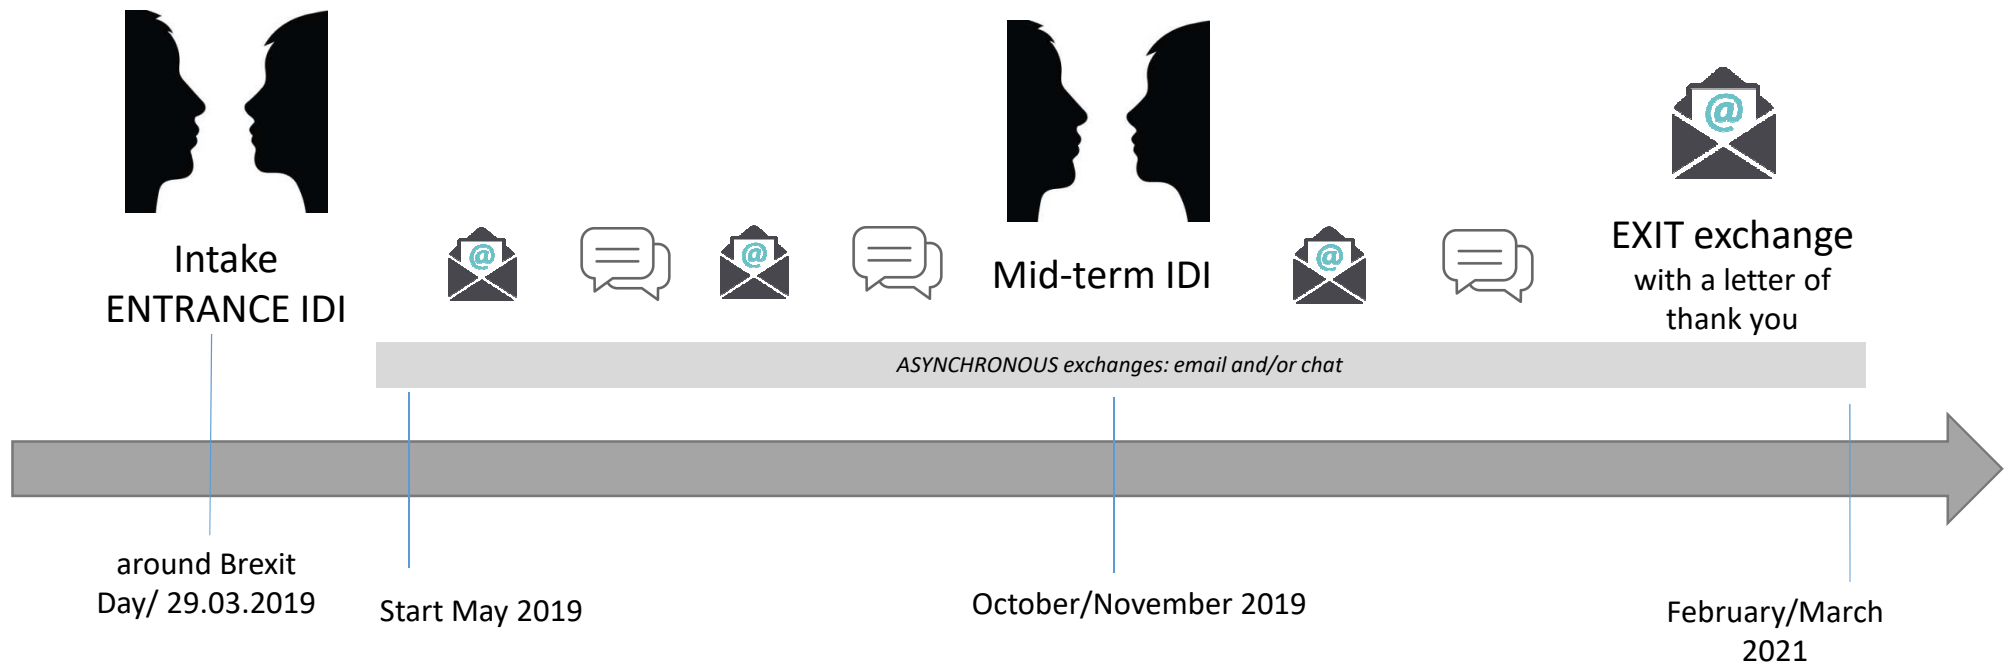 Intake
ENTRANCE IDI
@
@
Mid-term IDI
@
@
EXIT exchange
with a letter of
thank you
ASYNCHRONOUS exchanges: email and/or chat
around Brexit
Day/ 29.03.2019
Start May 2019
October/November 2019
February/March
2021